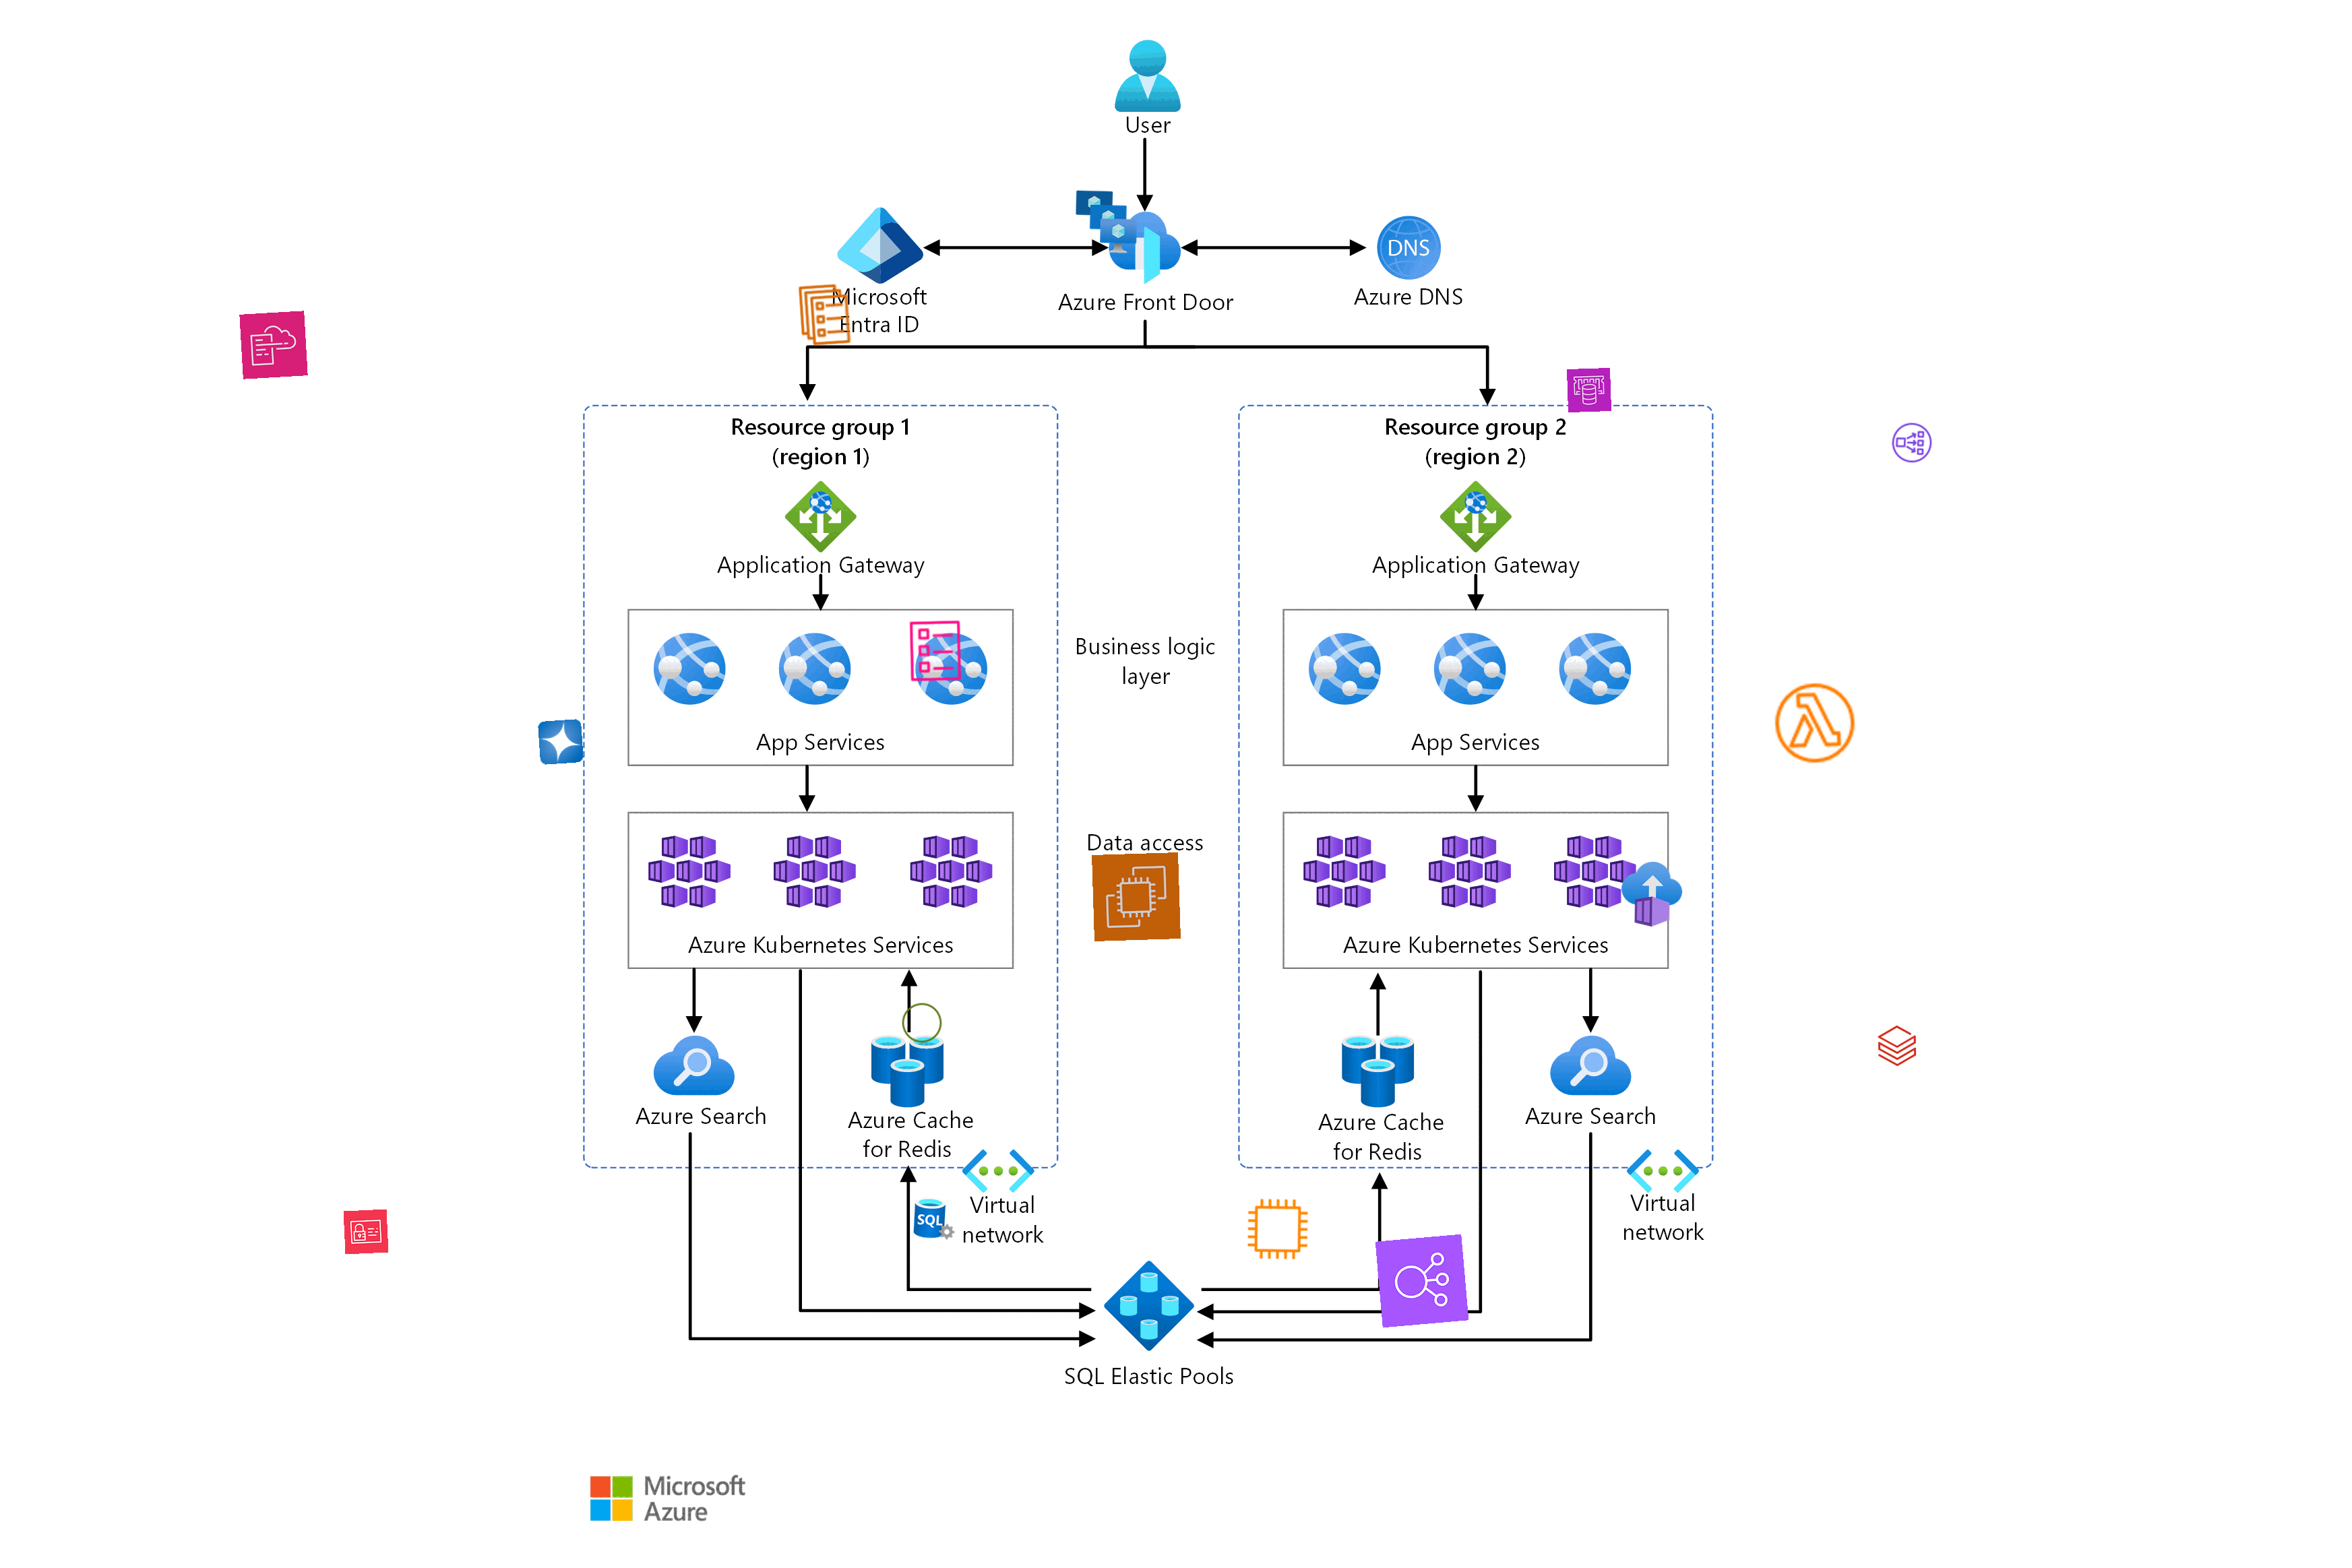 User
DNS
Microsoft
Entra ID
Azure Front Door
Azure DNS
Resource group 1
(region 1)
Resource group 2
(region 2)
Application Gateway
Application Gateway
Business logic
layer
App Services
App Services
Data access
Azure Kubernetes Services
Azure Kubernetes Services
Azure Search
Azure Cache
for Redis
Azure Cache
for Redis
Azure Search
Virtual
network
SQL
Virtual
network
SQL Elastic Pools
Microsoft
Azure